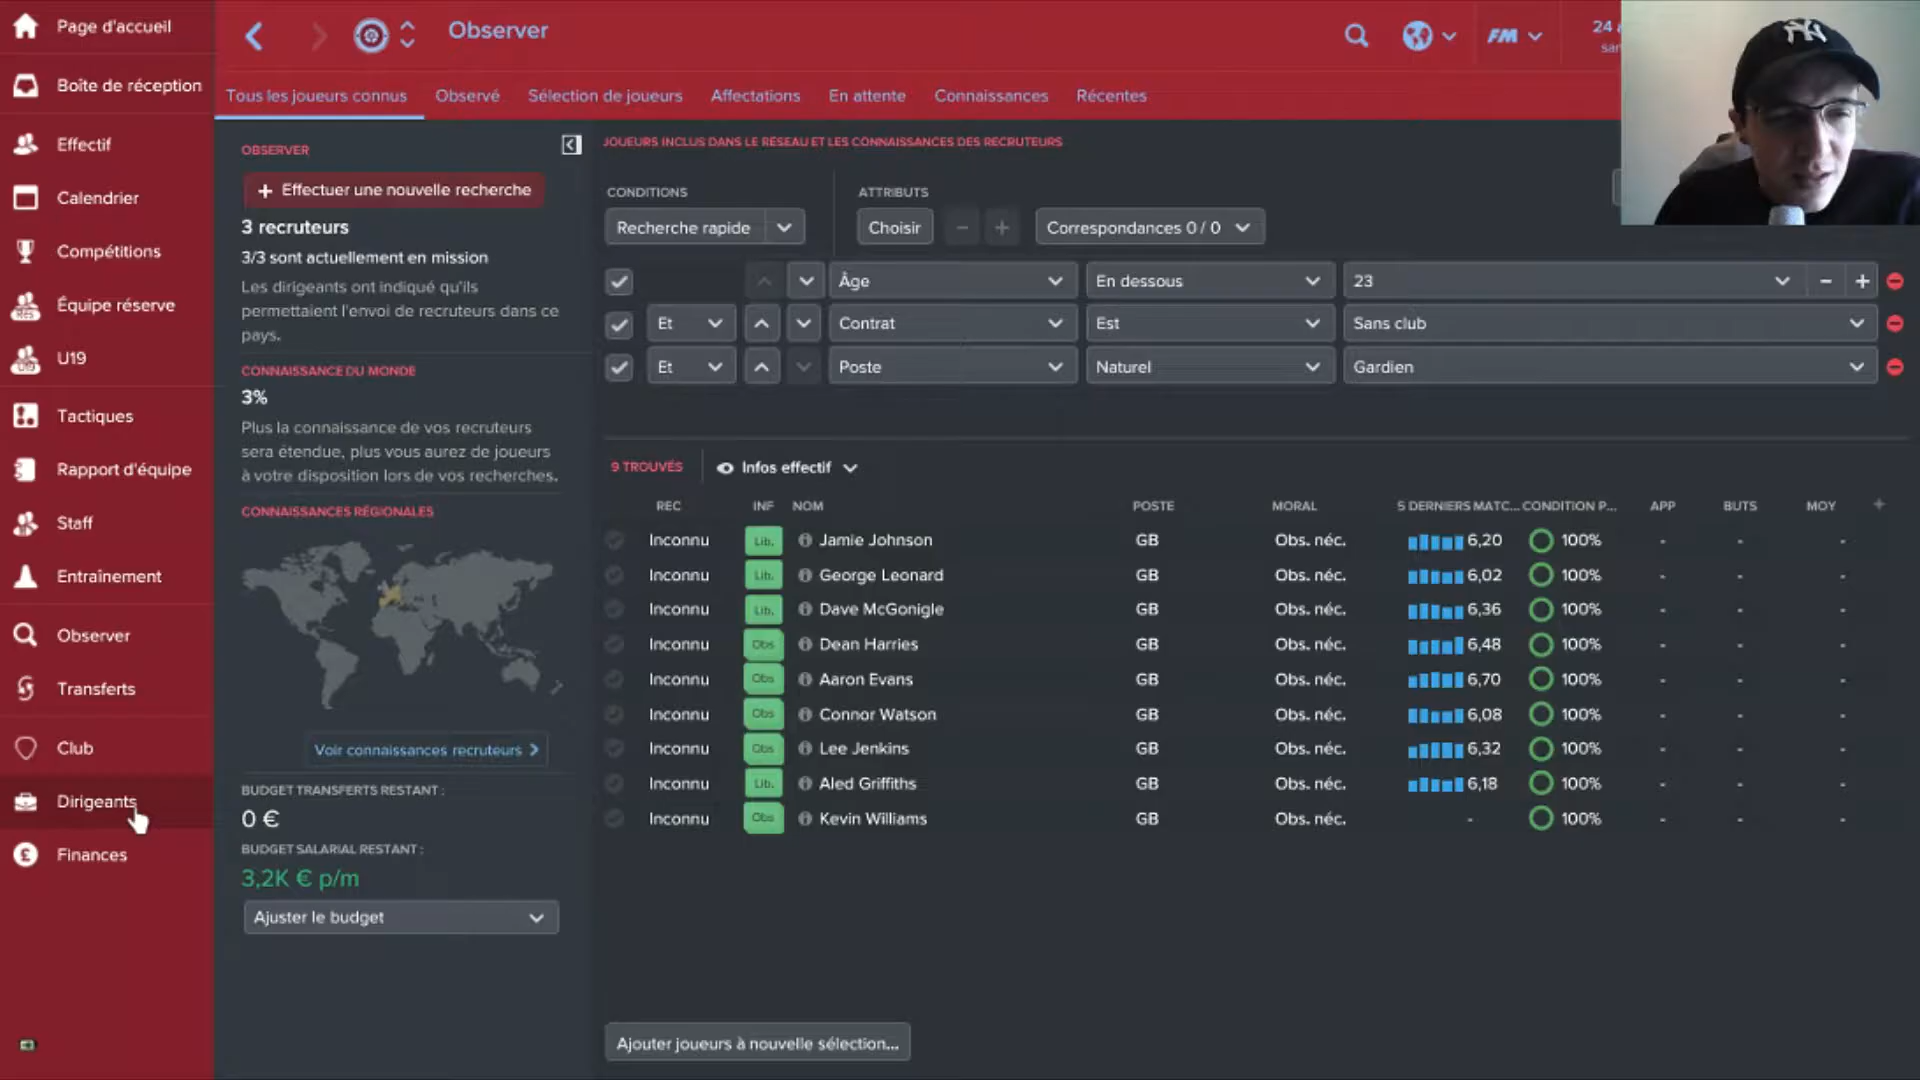 Page d'accueil
Boîte de réception
Effectif
Calendrier
Compétitions
Équipe réserve
U19
Tactiques
Rapport d'équipe
Staff
Entraînement
Observer
Transferts
Club
Dirigeants
Finances
Observer
FM
24
Tous les joueurs connus
Observé
Sélection de joueurs
Affectations
En attente
Connaissances
Récentes
OBSERVER
+ Effectuer une nouvelle recherche
3 recruteurs
3/3 sont actuellement en mission
Les dirigeants ont indiqué qu'ils
permettaient l'envoi de recruteurs dans ce
pays.
CONNAISSANCE DU MONDE
3%
Plus la connaissance de vos recruteurs
sera étendue, plus vous aurez de joueurs
à votre disposition lors de vos recherches.
CONNAISSANCES RÉGIONALES
Voir connaissances recruteurs >
BUDGET TRANSFERTS RESTANT :
0 €
BUDGET SALARIAL RESTANT :
3,2K € p/m
Ajuster le budget
JOUEURS INCLUS DANS LE RÉSEAU ET LES CONNAISSANCES DES RECRUTEURS
CONDITIONS
ATTRIBUTS
Recherche rapide
Choisir
Correspondances 0 / 0
Âge En dessous 23
Et Contrat Est Sans club
Et Poste Naturel Gardien
9 TROUVÉS
Infos effectif
REC INF NOM POSTE MORAL 5 DERNIERS MATC... CONDITION P... APP BUTS MOY +
Inconnu Lib. Jamie Johnson GB Obs. néc. 6,20 100% - - -
Inconnu Lib. George Leonard GB Obs. néc. 6,02 100% - - -
Inconnu Lib. Dave McGonigle GB Obs. néc. 6,36 100% - - -
Inconnu Obs Dean Harries GB Obs. néc. 6,48 100% - - -
Inconnu Obs Aaron Evans GB Obs. néc. 6,70 100% - - -
Inconnu Obs Connor Watson GB Obs. néc. 6,08 100% - - -
Inconnu Obs Lee Jenkins GB Obs. néc. 6,32 100% - - -
Inconnu Lib. Aled Griffiths GB Obs. néc. 6,18 100% - - -
Inconnu Obs Kevin Williams GB Obs. néc. - 100% - - -
Ajouter joueurs à nouvelle sélection...